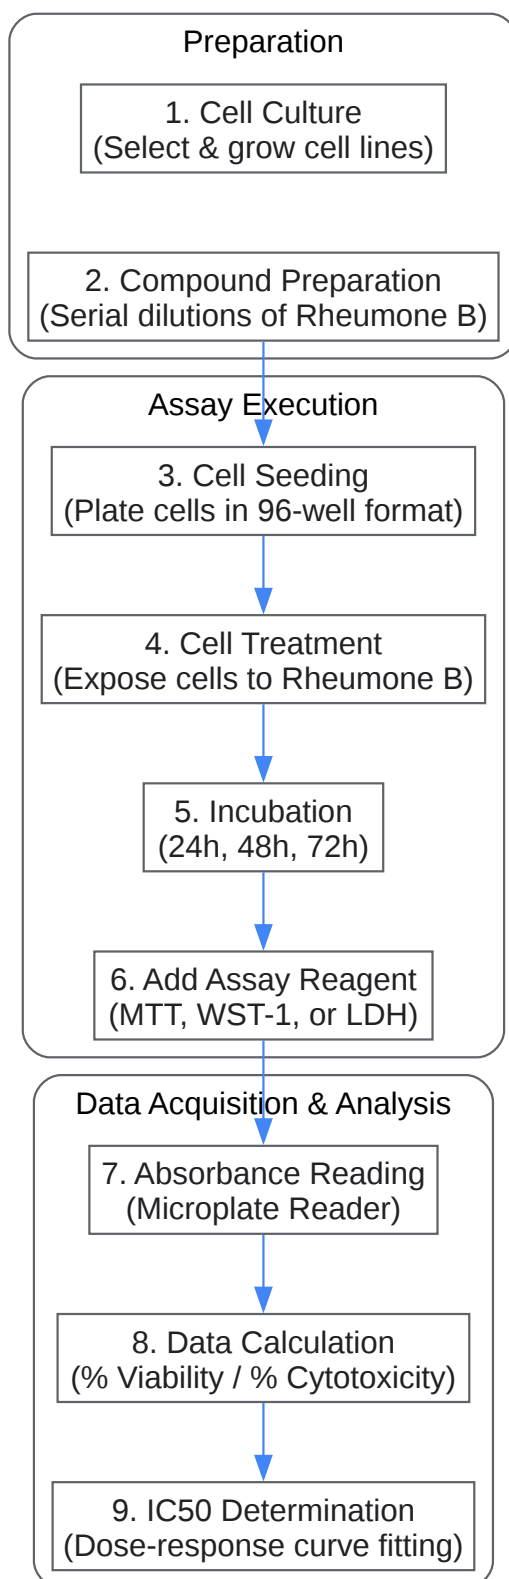 Preparation
1. Cell Culture
(Select & grow cell lines)
2. Compound Preparation
(Serial dilutions of Rheumone B)
Assay Execution
3. Cell Seeding
(Plate cells in 96-well format)
4. Cell Treatment
(Expose cells to Rheumone B)
5. Incubation
(24h, 48h, 72h)
6. Add Assay Reagent
(MTT, WST-1, or LDH)
Data Acquisition & Analysis
7. Absorbance Reading
(Microplate Reader)
8. Data Calculation
(% Viability / % Cytotoxicity)
9. IC50 Determination
(Dose-response curve fitting)